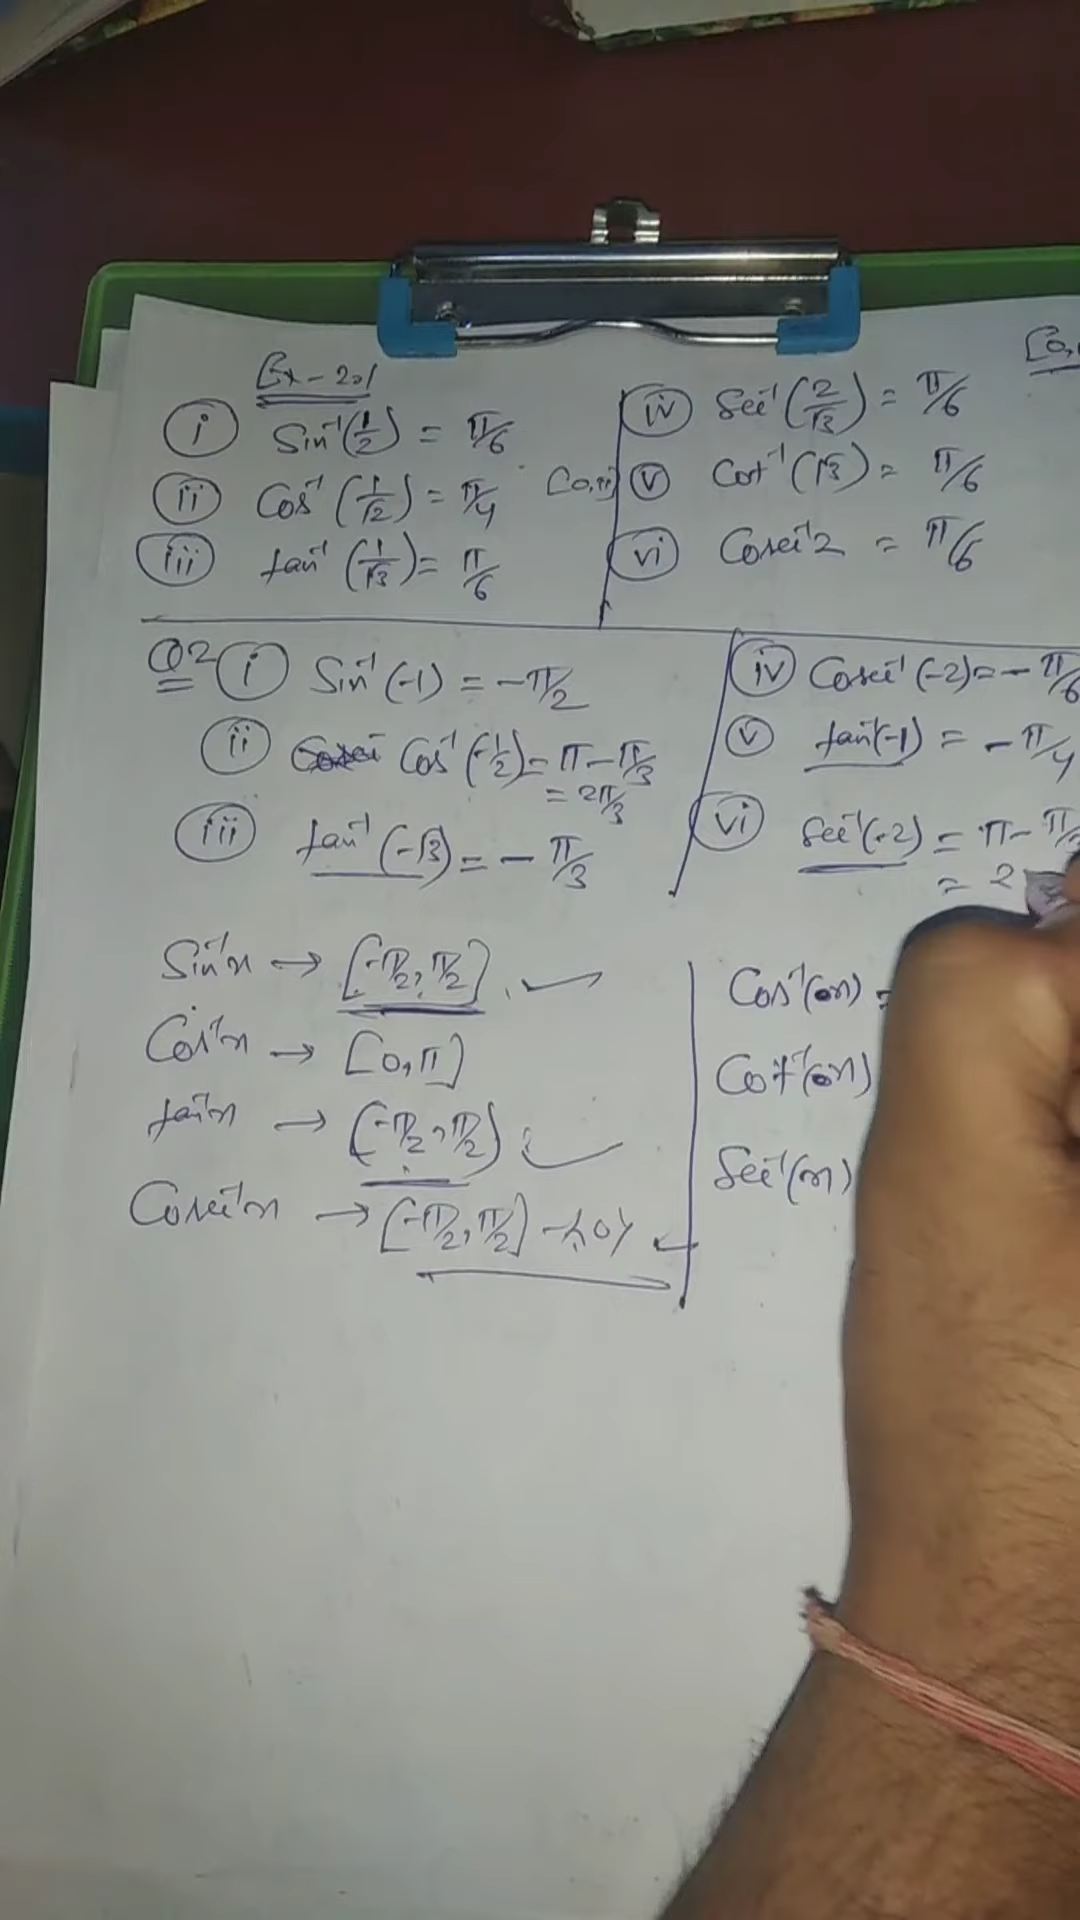 Ex-2.1
(i) Sin⁻¹(1/2) = π/6
(ii) Cos⁻¹(1/√2) = π/4
(iii) tan⁻¹(1/√3) = π/6
[0,π]
(iv) Sec⁻¹(2/√3) = π/6
(v) Cot⁻¹(√3) = π/6
(vi) Cosec⁻¹2 = π/6
[0,
Q2 (i) Sin⁻¹(-1) = -π/2
(ii) Cos⁻¹(-1/2) = π - π/3
= 2π/3
(iii) tan⁻¹(-√3) = - π/3
(iv) Cosec⁻¹(-2) = - π/6
(v) tan⁻¹(-1) = - π/4
(vi) Sec⁻¹(-2) = π - π/
= 2
Sin⁻¹x → [-π/2, π/2]
Cos⁻¹x → [0, π]
tan⁻¹x → (-π/2, π/2)
Cosec⁻¹x → [-π/2, π/2] - {0}
Cos⁻¹(-x) =
Cot⁻¹(-x)
Sec⁻¹(x)